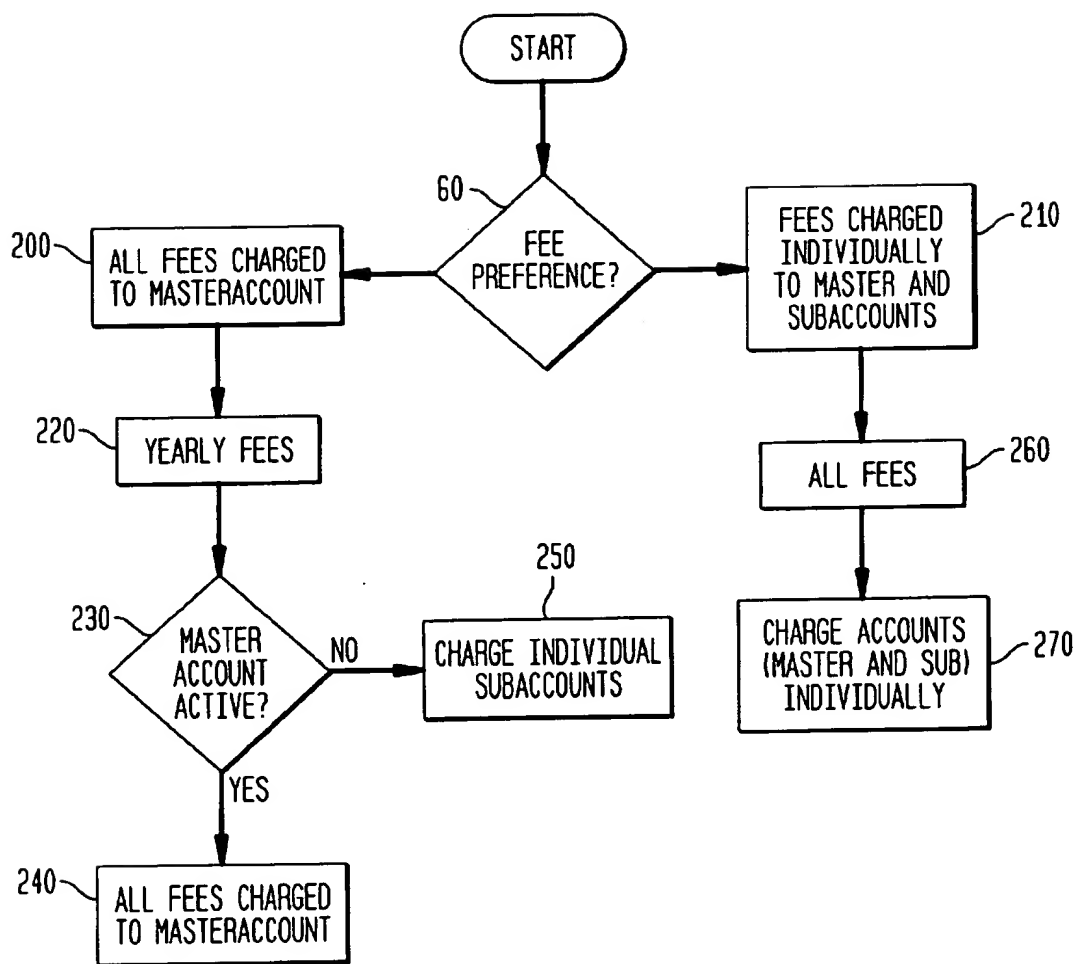 START
60
FEE
PREFERENCE?
200
ALL FEES CHARGED
TO MASTERACCOUNT
210
FEES CHARGED
INDIVIDUALLY
TO MASTER AND
SUBACCOUNTS
220
YEARLY FEES
260
ALL FEES
230
MASTER
ACCOUNT
ACTIVE?
NO
YES
250
CHARGE INDIVIDUAL
SUBACCOUNTS
270
CHARGE ACCOUNTS
(MASTER AND SUB)
INDIVIDUALLY
240
ALL FEES CHARGED
TO MASTERACCOUNT